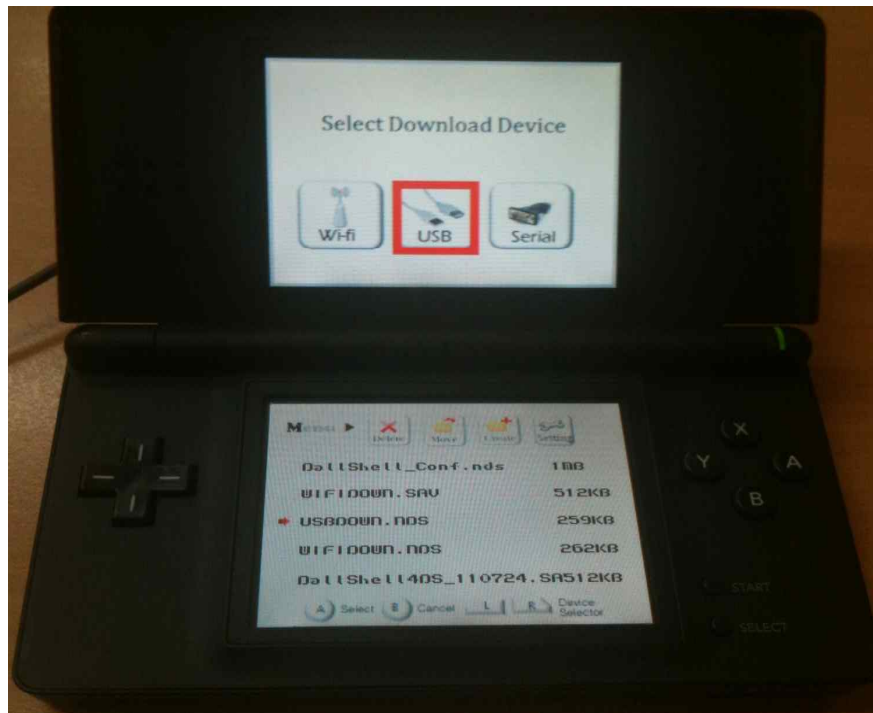 Select Download Device
Wi-fi USB Serial
Menu Delete Move Create Setting
DallShell_Conf.nds 1MB
WIFIDOWN.SAV 512KB
USBDOWN.NDS 259KB
WIFIDOWN.NDS 262KB
DallShell4DS_110724.SA512KB
A Select B Cancel L R Device Selector
X
Y A
B
START
SELECT